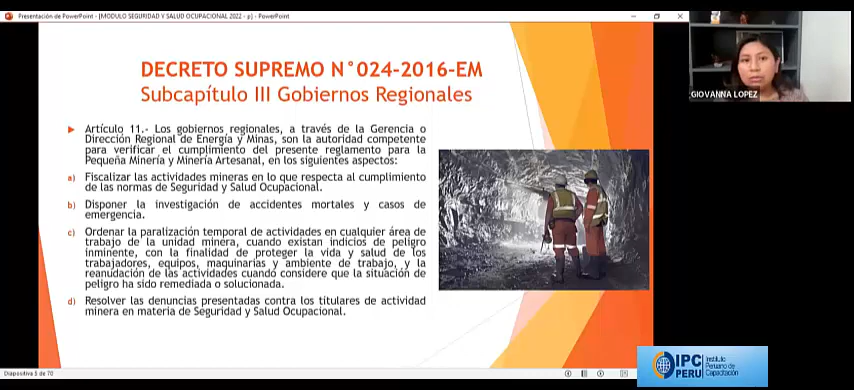 Presentación de PowerPoint - [MODULO SEGURIDAD Y SALUD OCUPACIONAL 2022 - p] - PowerPoint
DECRETO SUPREMO N°024-2016-EM
Subcapítulo III Gobiernos Regionales
Artículo 11.- Los gobiernos regionales, a través de la Gerencia o
Dirección Regional de Energía y Minas, son la autoridad competente
para verificar el cumplimiento del presente reglamento para la
Pequeña Minería y Minería Artesanal, en los siguientes aspectos:
a) Fiscalizar las actividades mineras en lo que respecta al cumplimiento
de las normas de Seguridad y Salud Ocupacional.
b) Disponer la investigación de accidentes mortales y casos de
emergencia.
c) Ordenar la paralización temporal de actividades en cualquier área de
trabajo de la unidad minera, cuando existan indicios de peligro
inminente, con la finalidad de proteger la vida y salud de los
trabajadores, equipos, maquinarias y ambiente de trabajo, y la
reanudación de las actividades cuando considere que la situación de
peligro ha sido remediada o solucionada.
d) Resolver las denuncias presentadas contra los titulares de actividad
minera en materia de Seguridad y Salud Ocupacional.
Diapositiva 5 de 70
GIOVANNA LOPEZ
IPC
PERU
Instituto
Peruano de
Capacitación